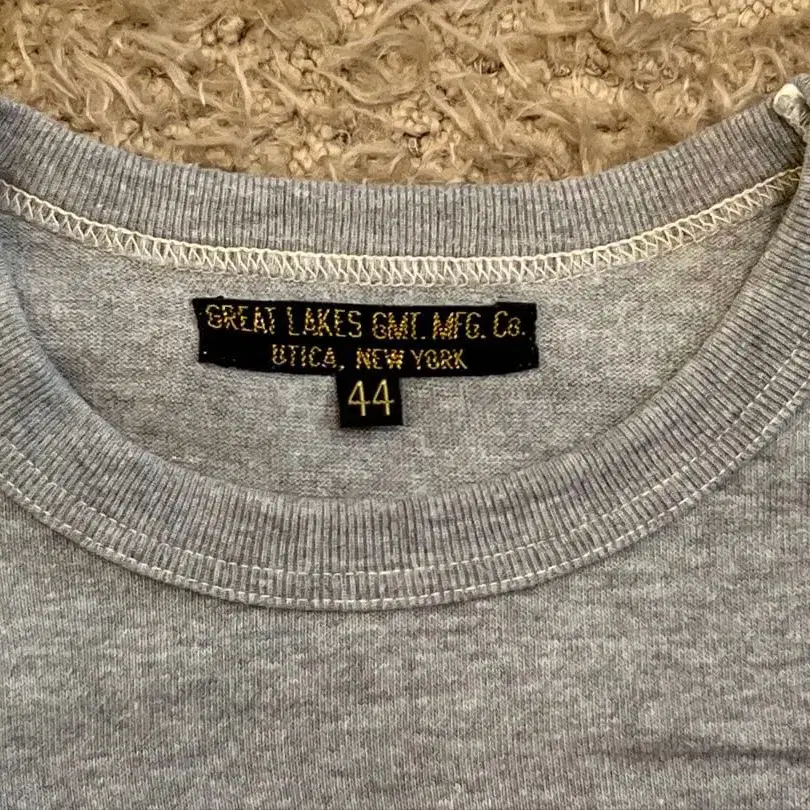 GREAT LAKES GMT. MFG. Co.
UTICA, NEW YORK
44